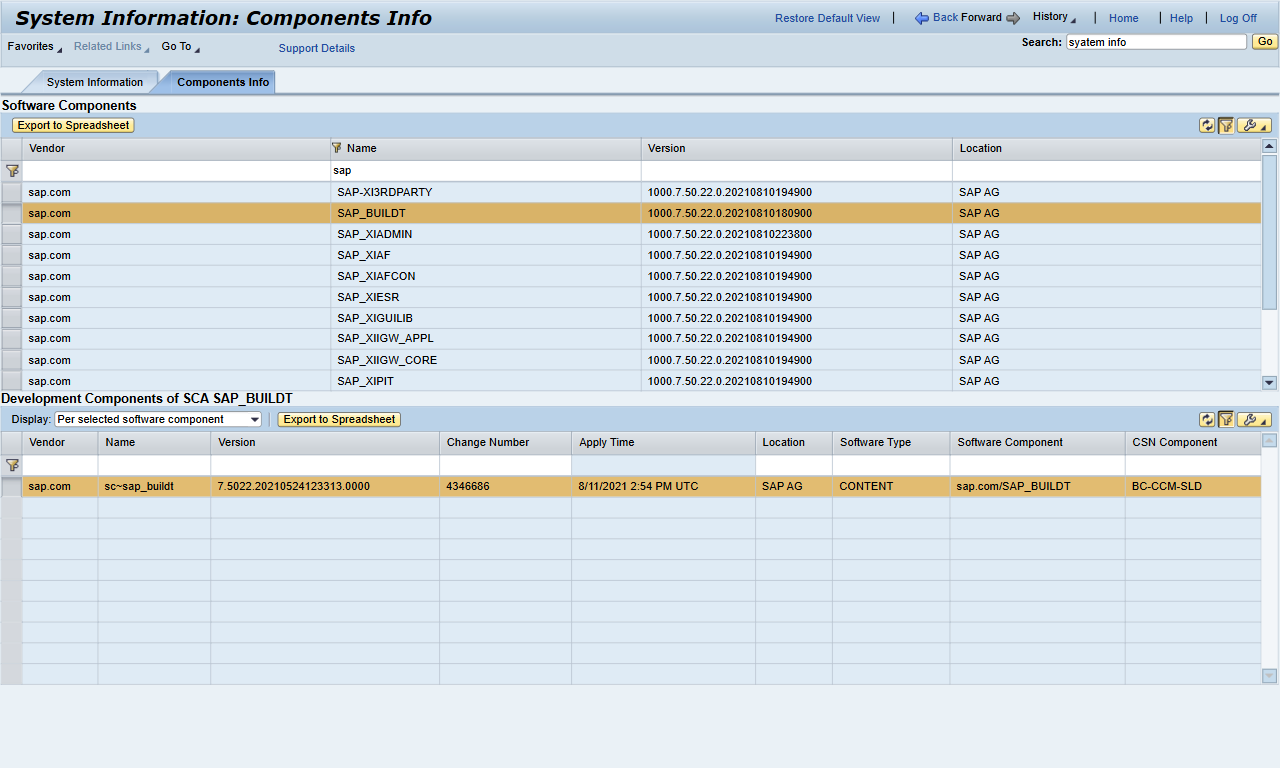 System Information: Components Info
Restore Default View | Back Forward History | Home | Help | Log Off
Favorites Related Links Go To Support Details Search: syatem info Go
System Information Components Info
Software Components
Export to Spreadsheet
Vendor Name Version Location
sap
sap.com SAP-XI3RDPARTY 1000.7.50.22.0.20210810194900 SAP AG
sap.com SAP_BUILDT 1000.7.50.22.0.20210810180900 SAP AG
sap.com SAP_XIADMIN 1000.7.50.22.0.20210810223800 SAP AG
sap.com SAP_XIAF 1000.7.50.22.0.20210810194900 SAP AG
sap.com SAP_XIAFCON 1000.7.50.22.0.20210810194900 SAP AG
sap.com SAP_XIESR 1000.7.50.22.0.20210810194900 SAP AG
sap.com SAP_XIGUILIB 1000.7.50.22.0.20210810194900 SAP AG
sap.com SAP_XIIGW_APPL 1000.7.50.22.0.20210810194900 SAP AG
sap.com SAP_XIIGW_CORE 1000.7.50.22.0.20210810194900 SAP AG
sap.com SAP_XIPIT 1000.7.50.22.0.20210810194900 SAP AG
Development Components of SCA SAP_BUILDT
Display: Per selected software component Export to Spreadsheet
Vendor Name Version Change Number Apply Time Location Software Type Software Component CSN Component
sap.com sc~sap_buildt 7.5022.20210524123313.0000 4346686 8/11/2021 2:54 PM UTC SAP AG CONTENT sap.com/SAP_BUILDT BC-CCM-SLD